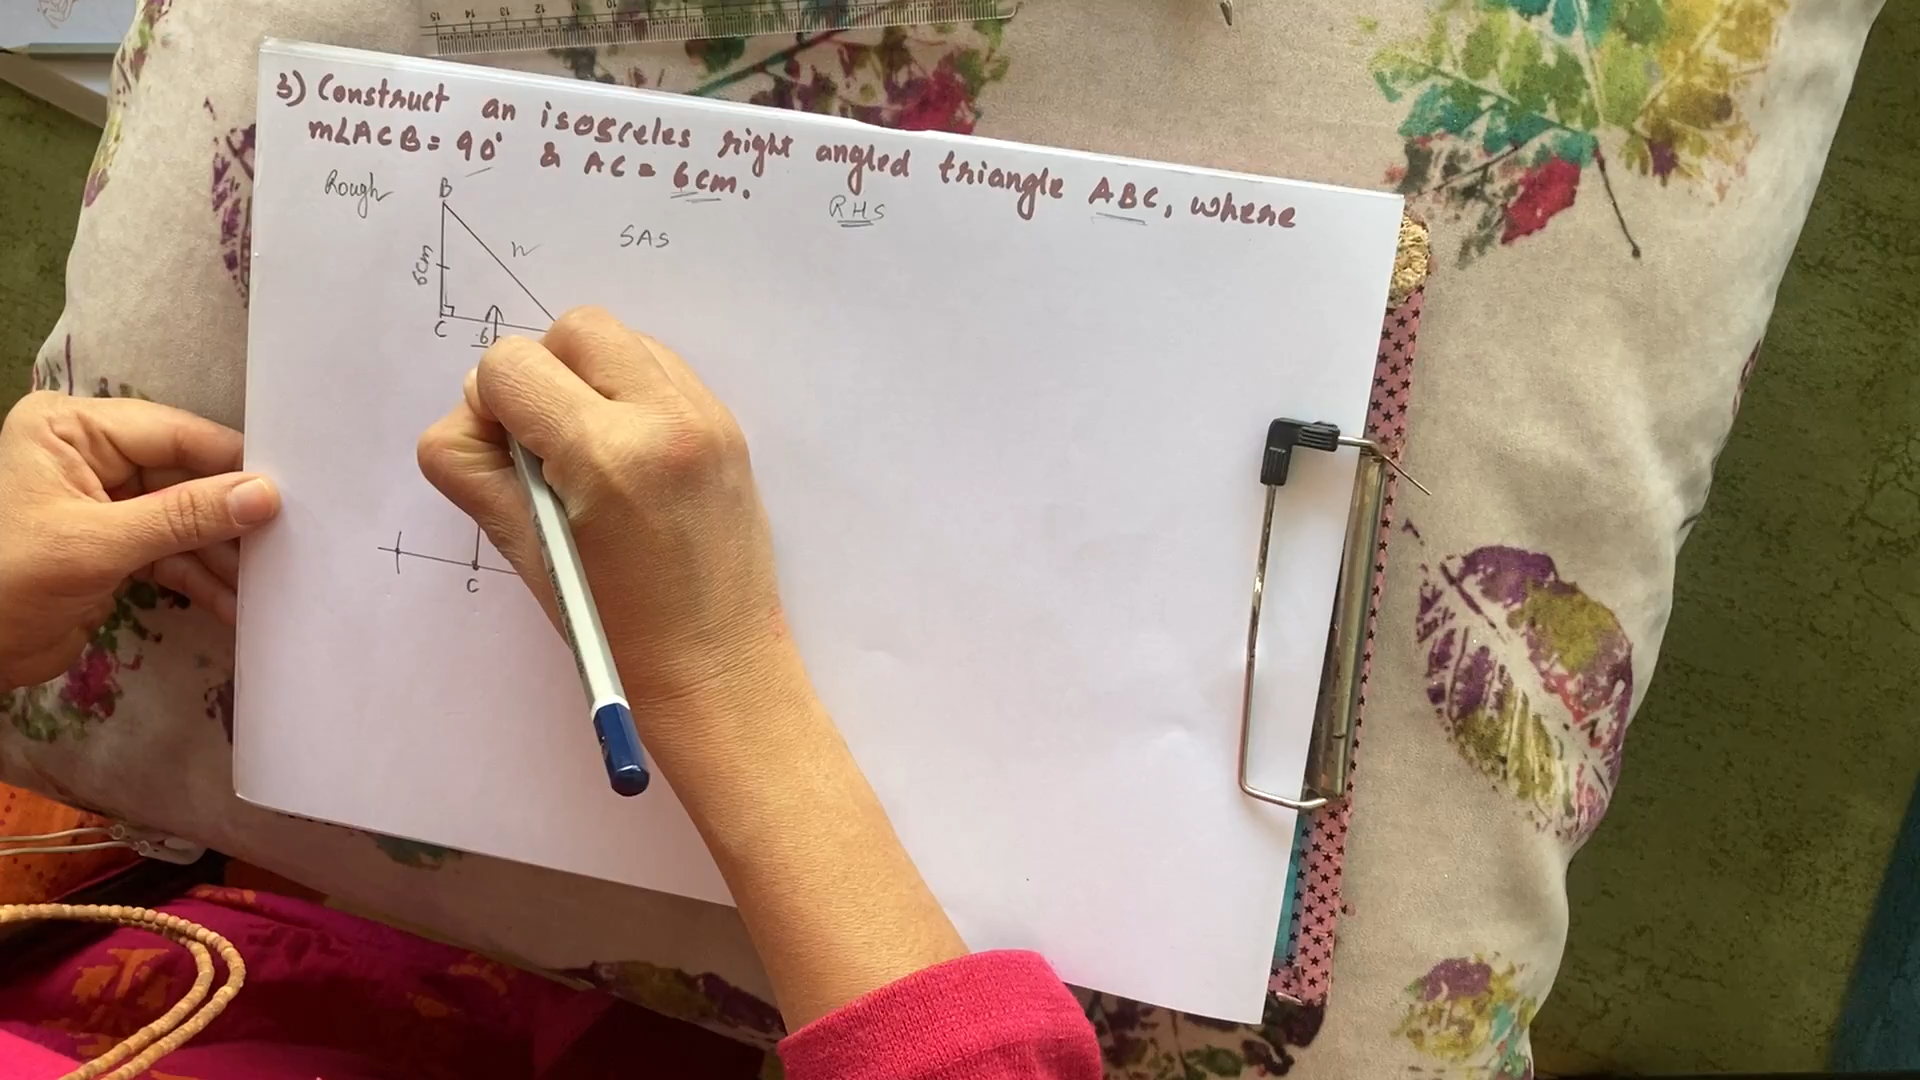 3) Construct an isosceles right angled triangle ABC, where
m∠ACB = 90° & AC = 6cm.
Rough
B
RHS
SAS
6cm
C
6
C